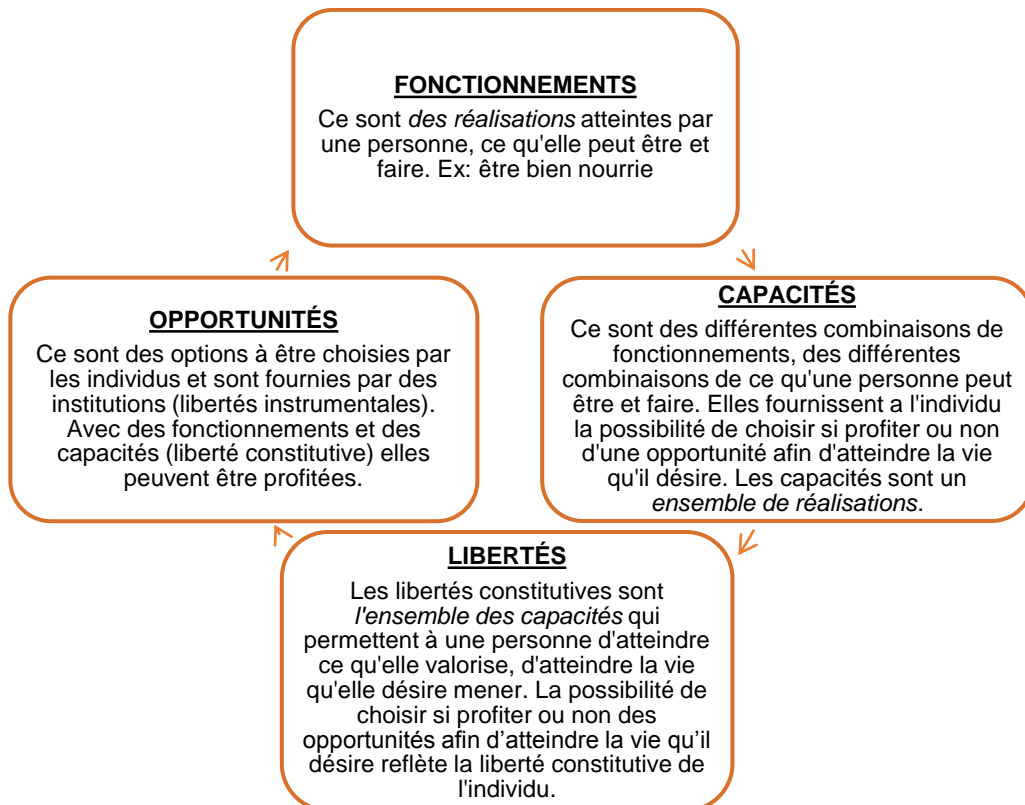 FONCTIONNEMENTS
Ce sont des réalisations atteintes par
une personne, ce qu'elle peut être et
faire. Ex: être bien nourrie
OPPORTUNITÉS
Ce sont des options à être choisies par
les individus et sont fournies par des
institutions (libertés instrumentales).
Avec des fonctionnements et des
capacités (liberté constitutive) elles
peuvent être profitées.
CAPACITÉS
Ce sont des différentes combinaisons de
fonctionnements, des différentes
combinaisons de ce qu'une personne peut
être et faire. Elles fournissent a l'individu
la possibilité de choisir si profiter ou non
d'une opportunité afin d'atteindre la vie
qu'il désire. Les capacités sont un
ensemble de réalisations.
LIBERTÉS
Les libertés constitutives sont
l'ensemble des capacités qui
permettent à une personne d'atteindre
ce qu'elle valorise, d'atteindre la vie
qu'elle désire mener. La possibilité de
choisir si profiter ou non des
opportunités afin d’atteindre la vie qu’il
désire reflète la liberté constitutive de
l'individu.